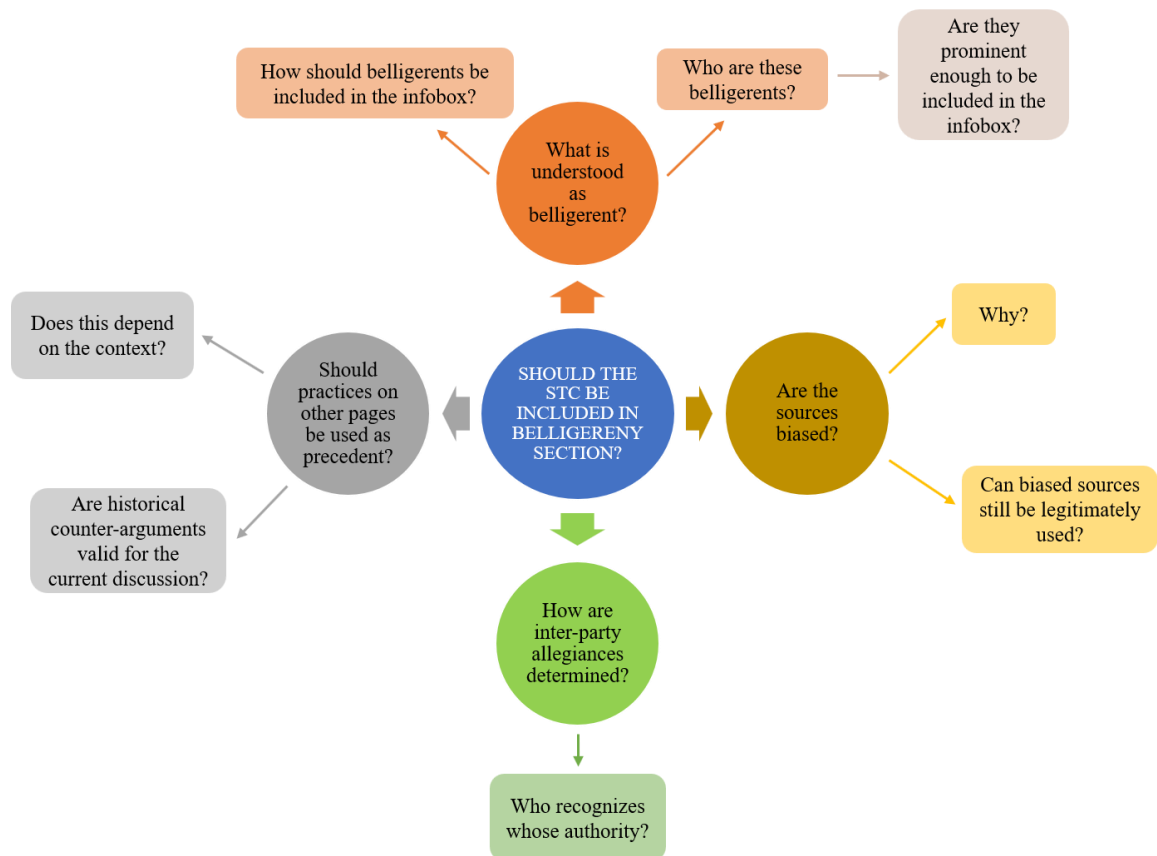 Are they
prominent
enough to be
included in the
infobox?
How should belligerents be
included in the infobox?
Who are these
belligerents?
What is
understood
as
belligerent?
Does this depend
on the context?
Why?
Should
practices on
other pages
be used as
precedent?
SHOULD THE
STC BE
INCLUDED IN
BELLIGERENY
SECTION?
Are the
sources
biased?
Are historical
counter-arguments
valid for the
current discussion?
Can biased sources
still be legitimately
used?
How are
inter-party
allegiances
determined?
Who recognizes
whose authority?